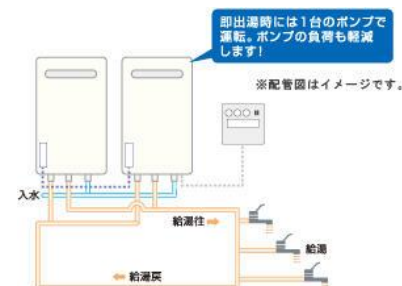 即出湯時には1台のポンプで
運転。ポンプの負荷も軽減
します!
※配管図はイメージです。
入水
給湯往
給湯
給湯戻